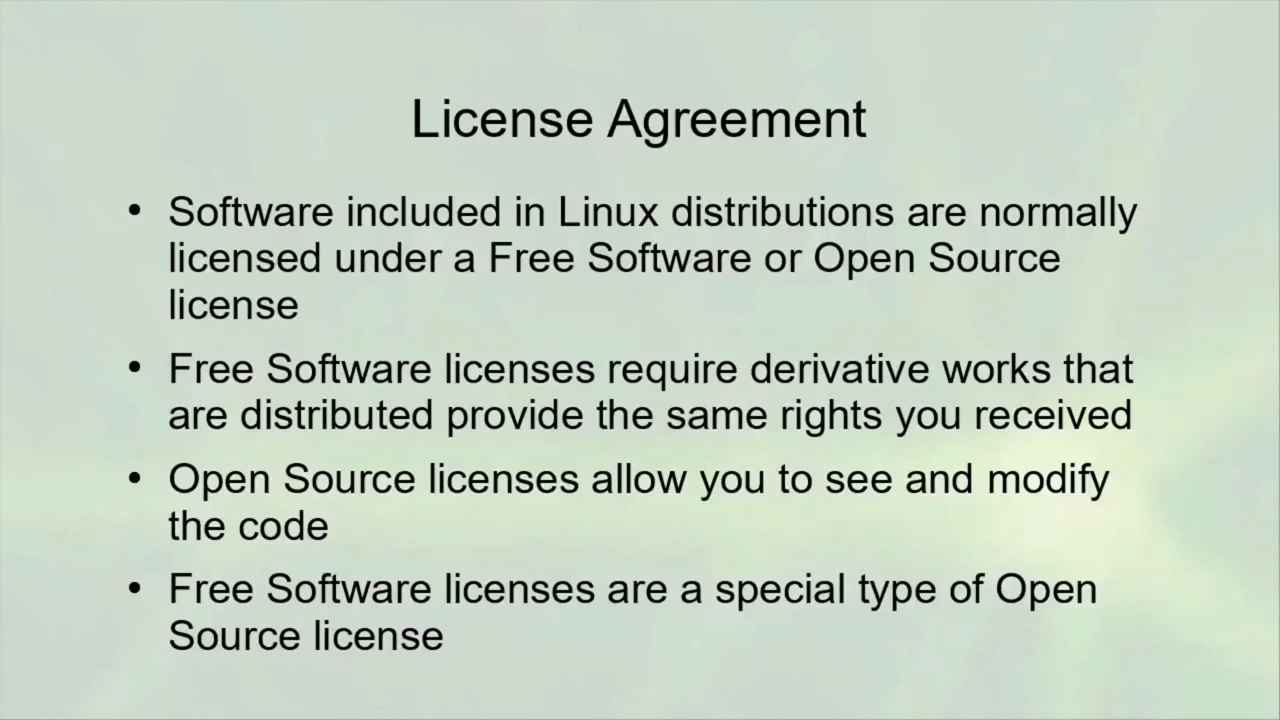 License Agreement
• Software included in Linux distributions are normally
licensed under a Free Software or Open Source
license
• Free Software licenses require derivative works that
are distributed provide the same rights you received
• Open Source licenses allow you to see and modify
the code
• Free Software licenses are a special type of Open
Source license